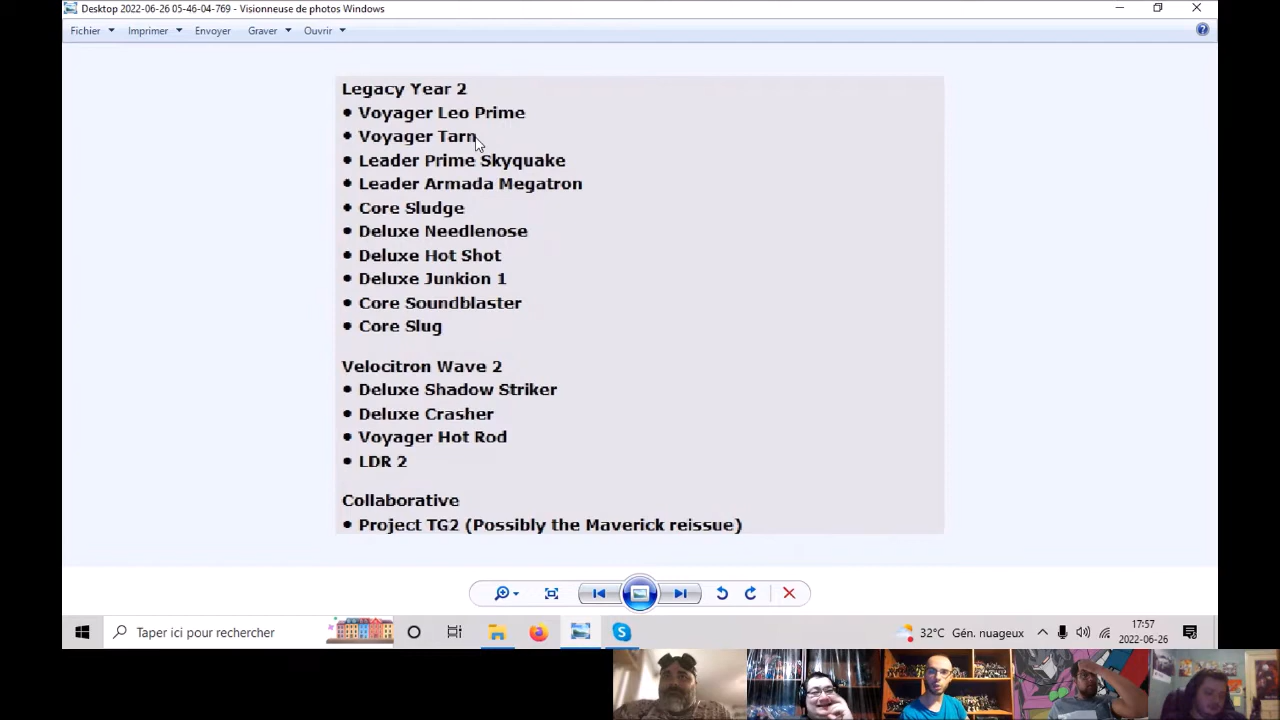 Desktop 2022-06-26 05-46-04-769 - Visionneuse de photos Windows
Fichier Imprimer Envoyer Graver Ouvrir
Legacy Year 2
• Voyager Leo Prime
• Voyager Tarn
• Leader Prime Skyquake
• Leader Armada Megatron
• Core Sludge
• Deluxe Needlenose
• Deluxe Hot Shot
• Deluxe Junkion 1
• Core Soundblaster
• Core Slug
Velocitron Wave 2
• Deluxe Shadow Striker
• Deluxe Crasher
• Voyager Hot Rod
• LDR 2
Collaborative
• Project TG2 (Possibly the Maverick reissue)
Taper ici pour rechercher
32°C Gén. nuageux
17:57
2022-06-26